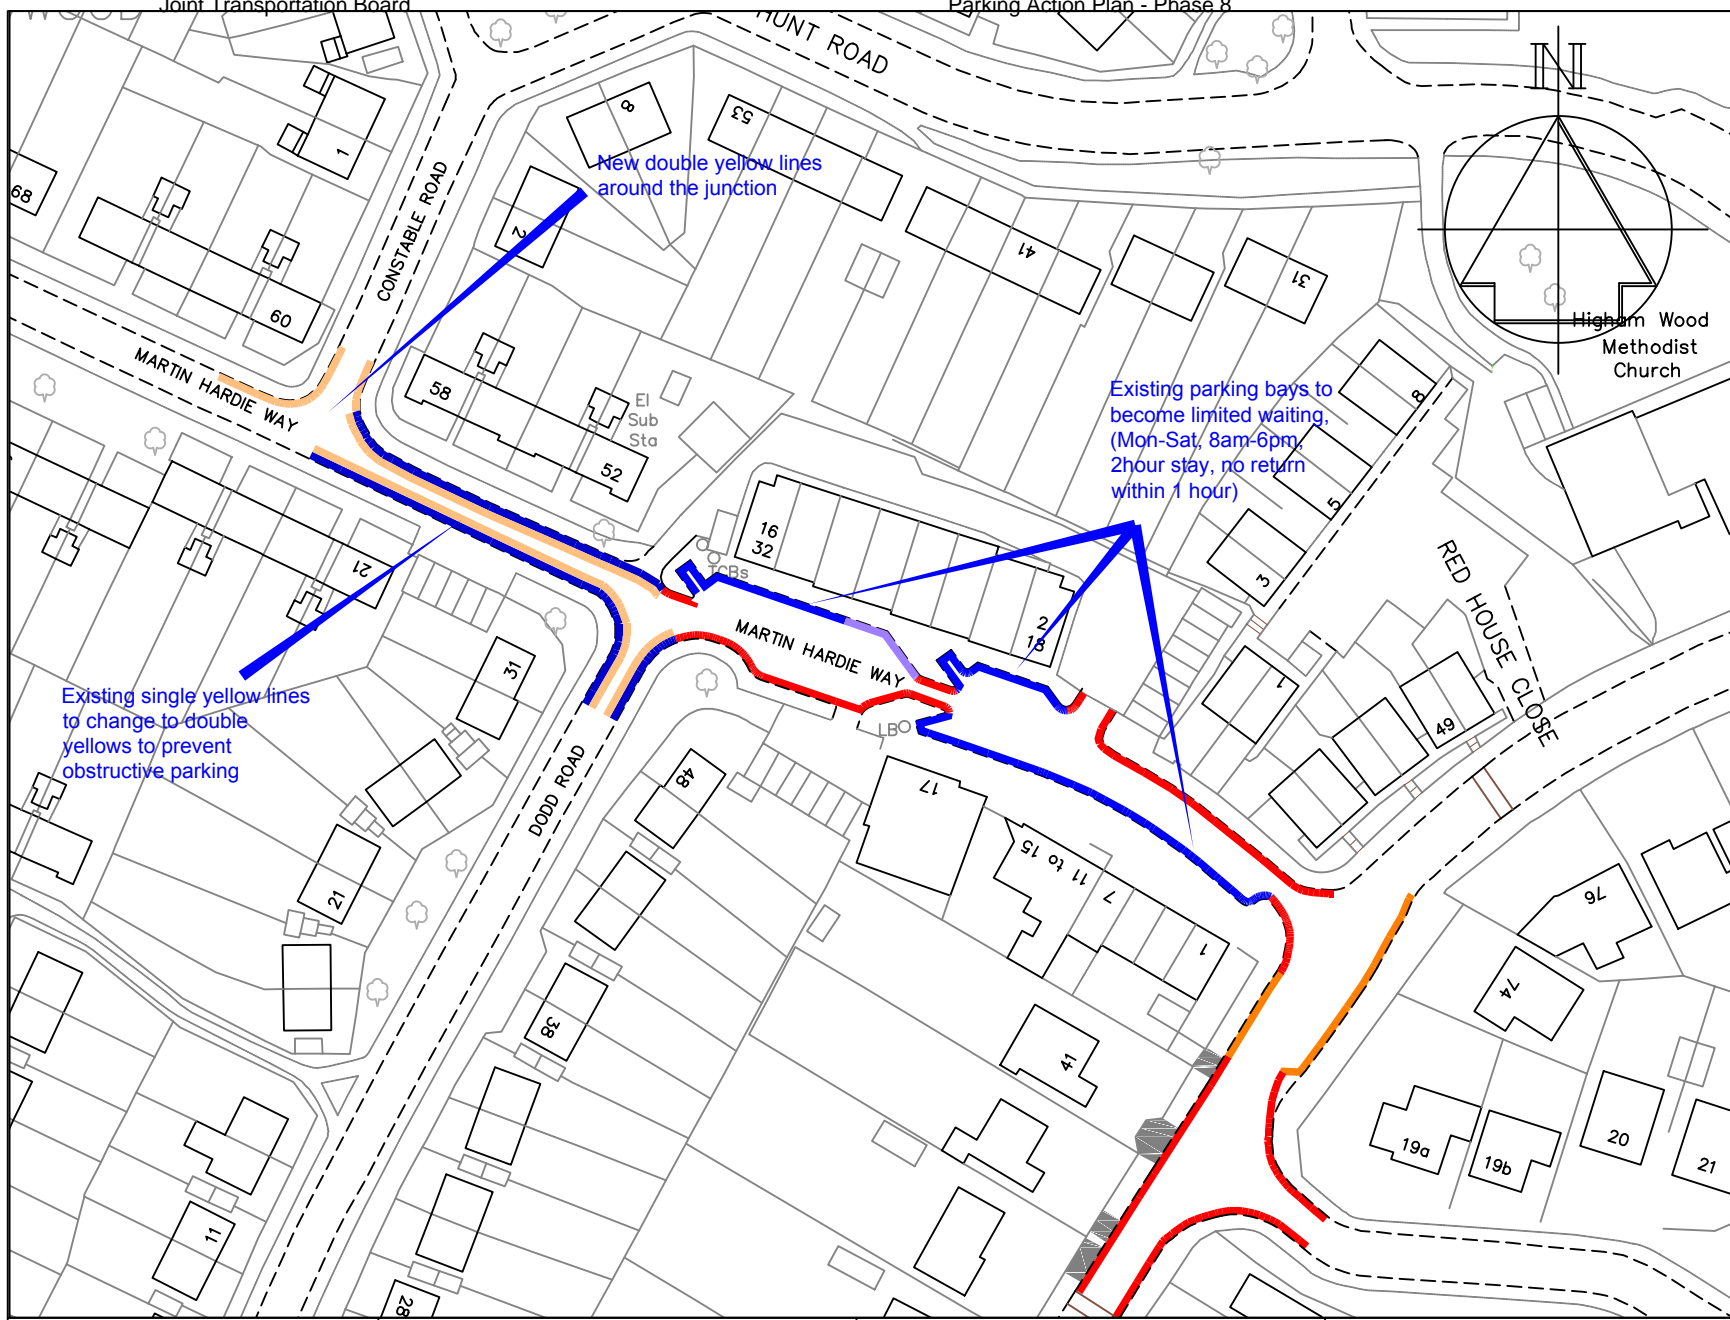 Joint Transportation Board
Parking Action Plan - Phase 8
HUNT ROAD
N
8
53
1
New double yellow lines
around the junction
68
CONSTABLE ROAD
2
41
31
60
Higham Wood
Methodist
Church
MARTIN HARDIE WAY
58
El
Sub
Sta
52
Existing parking bays to
become limited waiting,
(Mon-Sat, 8am-6pm,
2hour stay, no return
within 1 hour)
8
5
3
16
32
TCBs
21
2
18
MARTIN HARDIE WAY
RED HOUSE CLOSE
31
1
49
Existing single yellow lines
to change to double
yellows to prevent
obstructive parking
LB
48
17
DODD ROAD
11 to 15
7
1
21
76
74
38
41
19a
19b
20
21
11
28